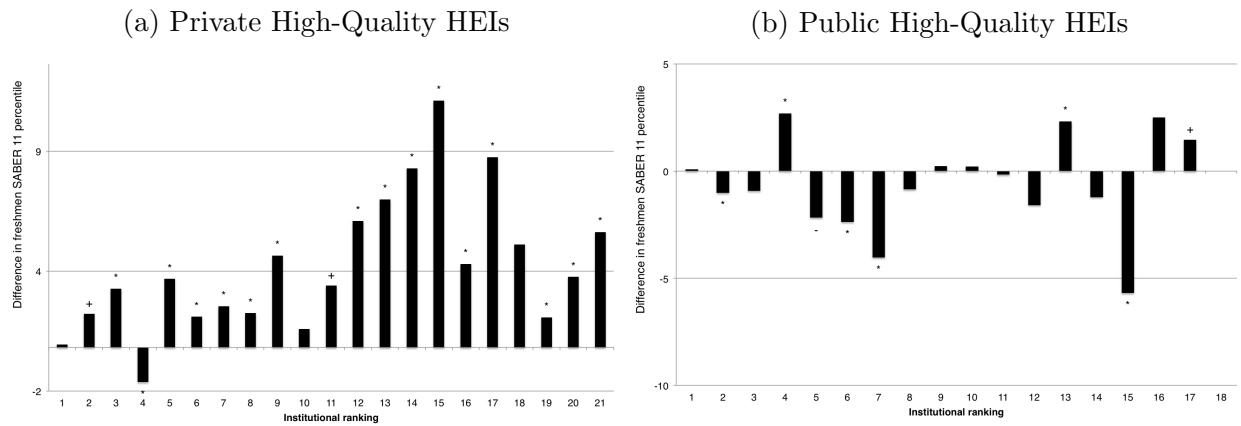 (a) Private High-Quality HEIs
Difference in freshmen SABER 11 percentile
9
4
-2
+ * * * * * * * + * * * * * * * * *
1 2 3 4 5 6 7 8 9 10 11 12 13 14 15 16 17 18 19 20 21
Institutional ranking
(b) Public High-Quality HEIs
Difference in freshmen SABER 11 percentile
5
0
-5
-10
* * - * * * * +
1 2 3 4 5 6 7 8 9 10 11 12 13 14 15 16 17 18
Institutional ranking